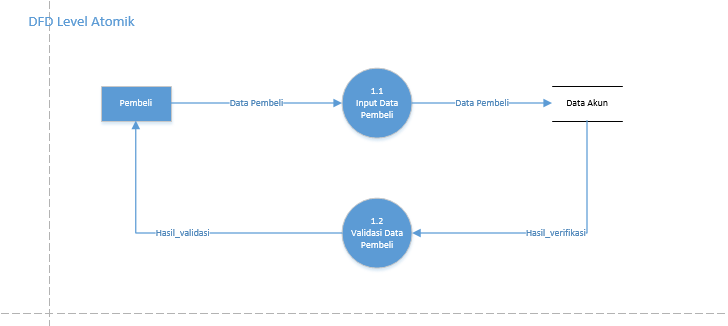 DFD Level Atomik
Pembeli
Data Pembeli
1.1
Input Data
Pembeli
Data Pembeli
Data Akun
Hasil_validasi
1.2
Validasi Data
Pembeli
Hasil_verifikasi